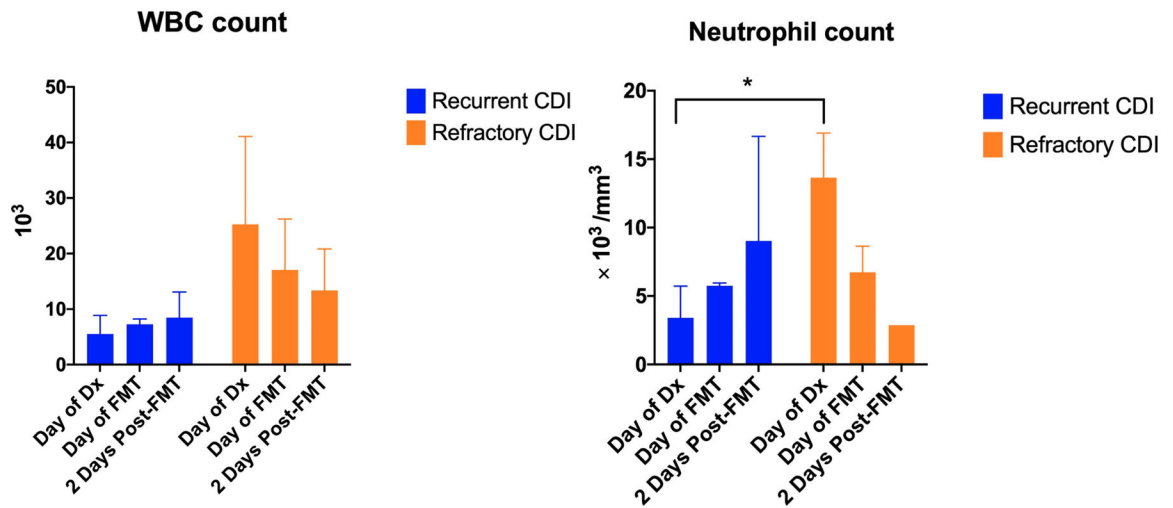 WBC count
50
40
30
20
10
0
10³
Day of Dx
Day of FMT
2 Days Post-FMT
Day of Dx
Day of FMT
2 Days Post-FMT
Recurrent CDI
Refractory CDI
Neutrophil count
*
20
15
10
5
0
× 10³ /mm³
Day of Dx
Day of FMT
2 Days Post-FMT
Day of Dx
Day of FMT
2 Days Post-FMT
Recurrent CDI
Refractory CDI